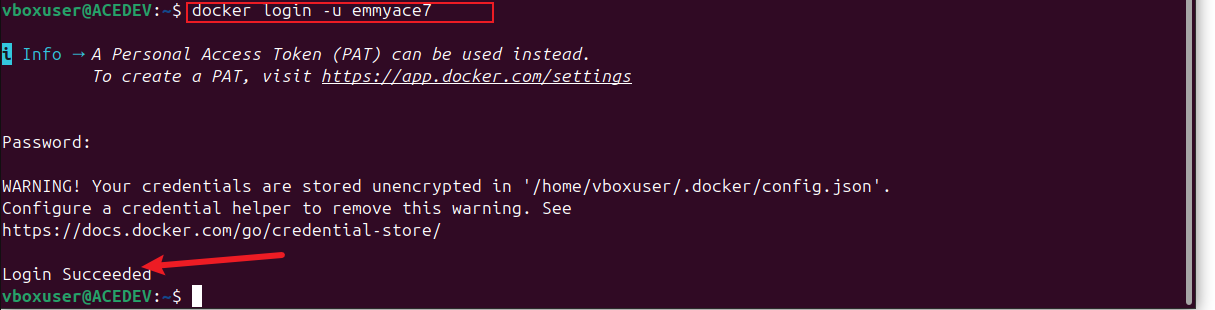 vboxuser@ACEDEV:~$ docker login -u emmyace7
i Info → A Personal Access Token (PAT) can be used instead.
To create a PAT, visit https://app.docker.com/settings
Password:
WARNING! Your credentials are stored unencrypted in '/home/vboxuser/.docker/config.json'.
Configure a credential helper to remove this warning. See
https://docs.docker.com/go/credential-store/
Login Succeeded
vboxuser@ACEDEV:~$